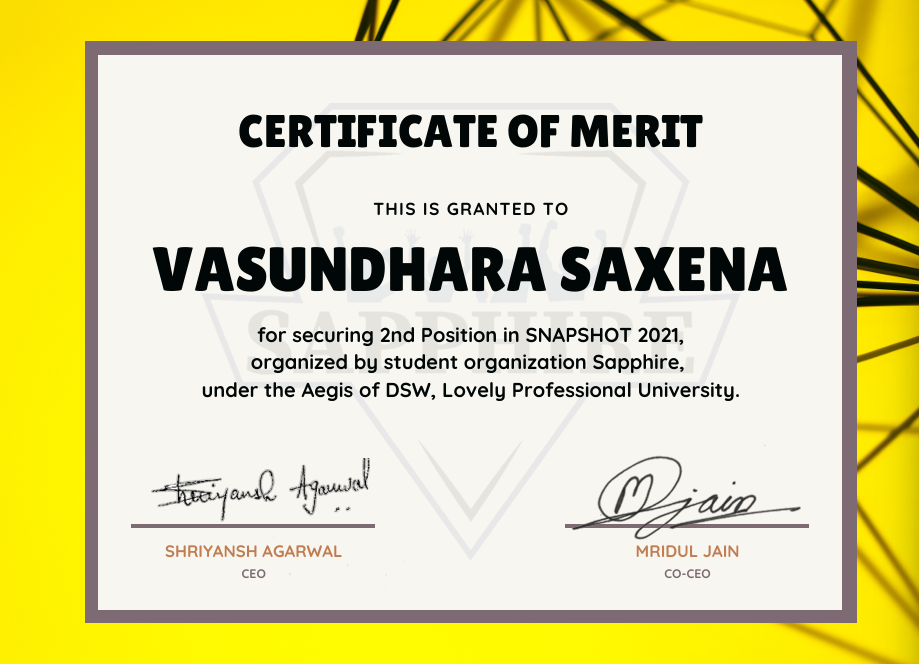 CERTIFICATE OF MERIT
THIS IS GRANTED TO
VASUNDHARA SAXENA
SAPPHIRE
for securing 2nd Position in SNAPSHOT 2021,
organized by student organization Sapphire,
under the Aegis of DSW, Lovely Professional University.
Shriyansh Agarwal
M Jain
SHRIYANSH AGARWAL
MRIDUL JAIN
CEO
CO-CEO